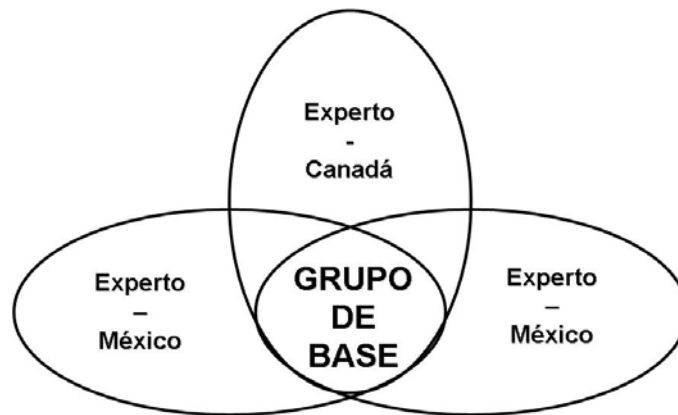 Experto
-
Canadá
Experto
–
México
GRUPO
DE
BASE
Experto
–
México